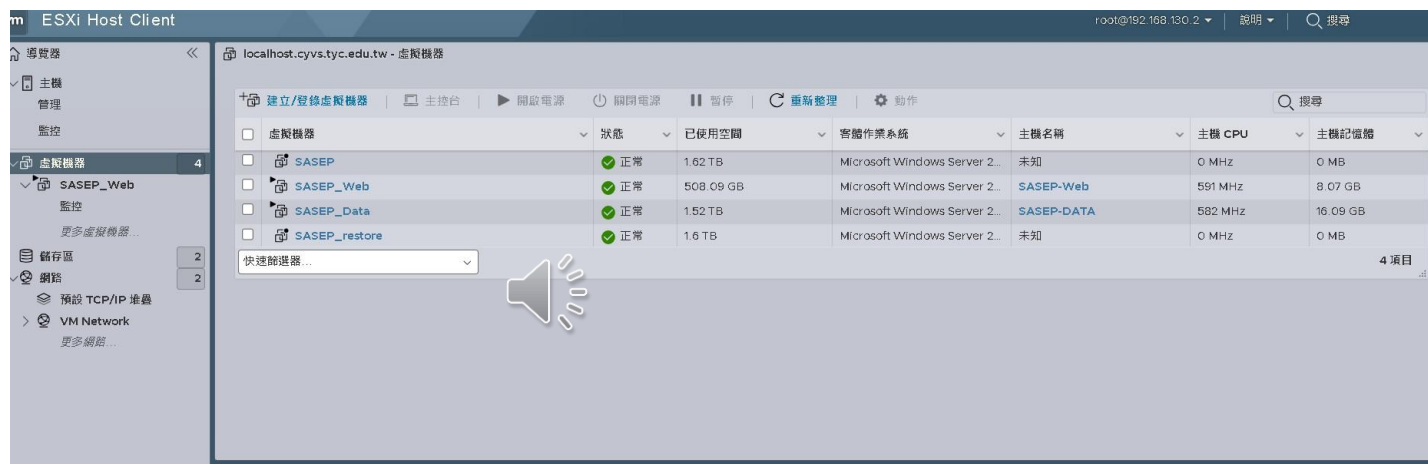 m ESXi Host Client root@192.168.130.2 說明 搜尋
導覽器
主機
管理
監控
虛擬機器 4
SASEP_Web
監控
更多虛擬機器...
儲存區 2
網路 2
預設 TCP/IP 堆疊
VM Network
更多網路...
localhost.cyvs.tyc.edu.tw - 虛擬機器
建立/登錄虛擬機器 主控台 開啟電源 關閉電源 暫停 重新整理 動作 搜尋
虛擬機器 狀態 已使用空間 客體作業系統 主機名稱 主機 CPU 主機記憶體
SASEP 正常 1.62 TB Microsoft Windows Server 2... 未知 0 MHz 0 MB
SASEP_Web 正常 508.09 GB Microsoft Windows Server 2... SASEP-Web 591 MHz 8.07 GB
SASEP_Data 正常 1.52 TB Microsoft Windows Server 2... SASEP-DATA 582 MHz 16.09 GB
SASEP_restore 正常 1.6 TB Microsoft Windows Server 2... 未知 0 MHz 0 MB
快速篩選器... 4 項目